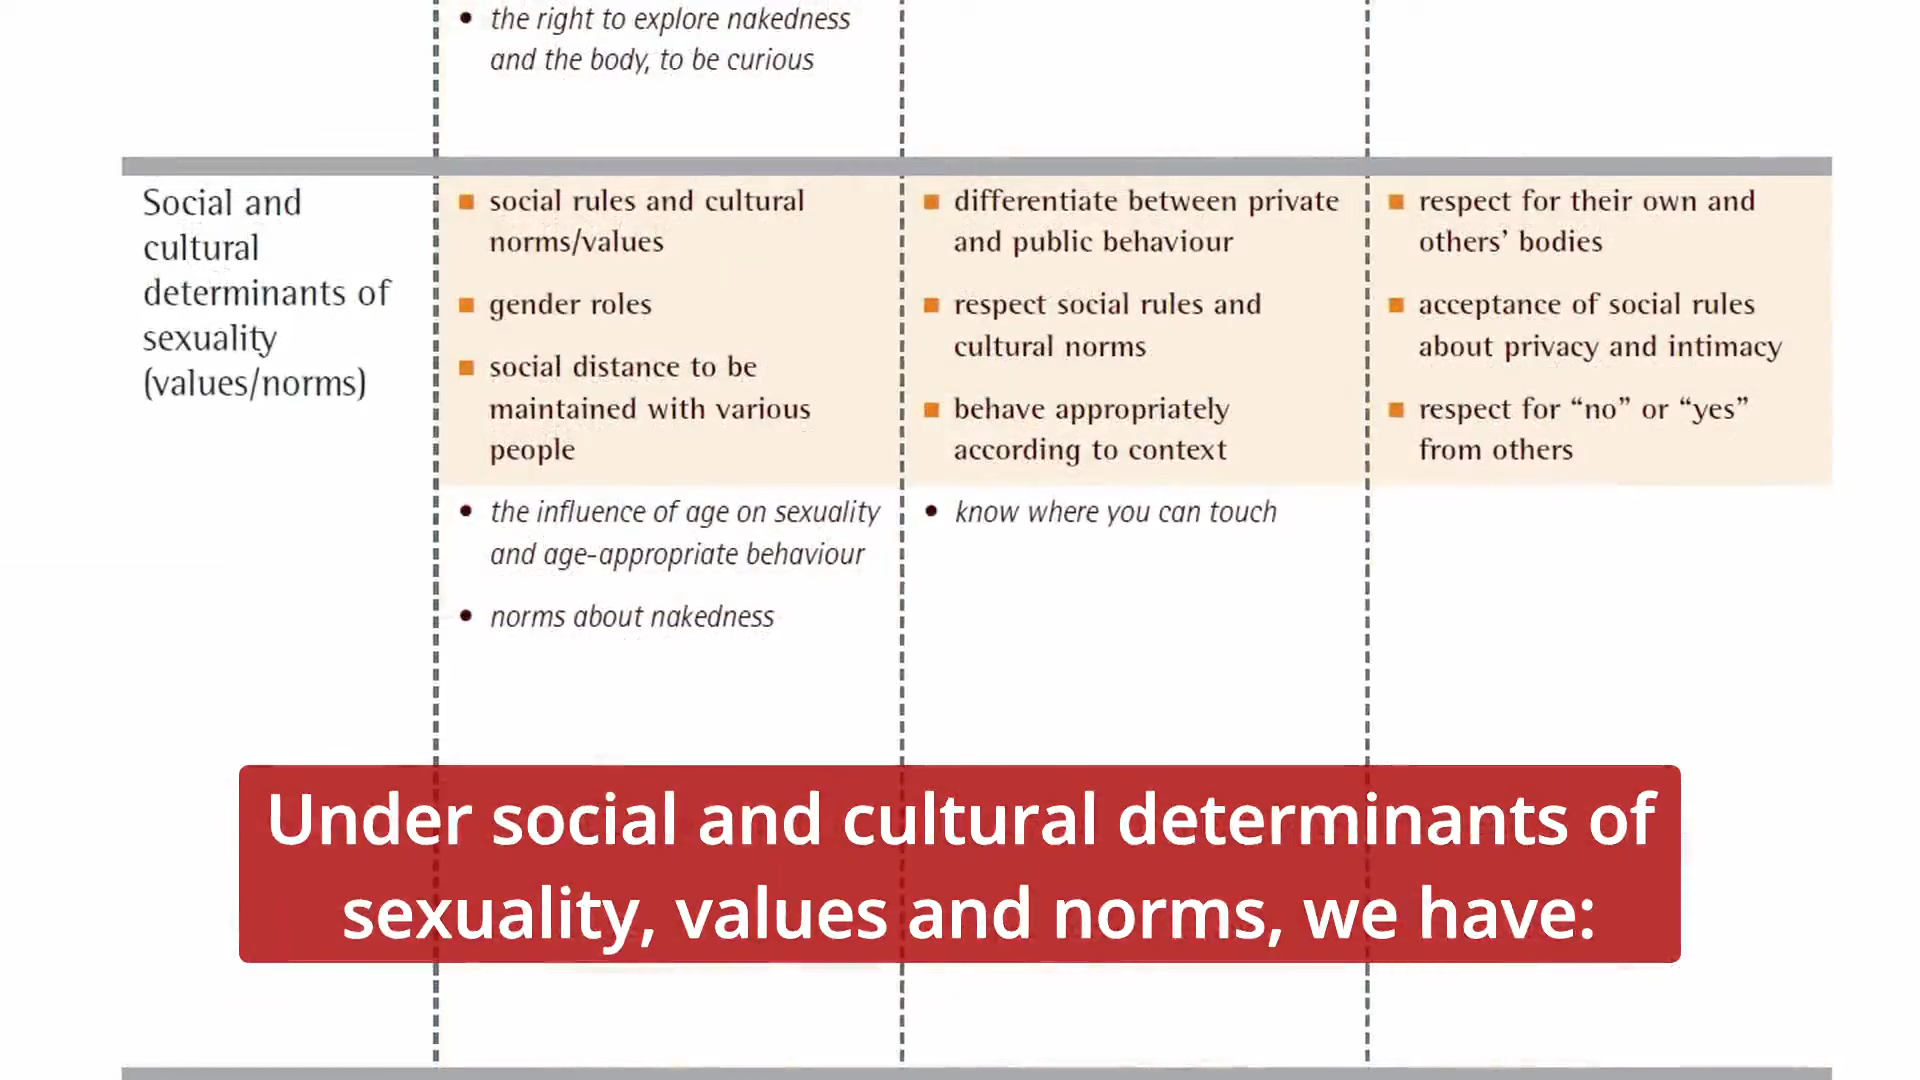 • the right to explore nakedness
and the body, to be curious
Social and
cultural
determinants of
sexuality
(values/norms)
■ social rules and cultural
norms/values
■ gender roles
■ social distance to be
maintained with various
people
• the influence of age on sexuality
and age-appropriate behaviour
• norms about nakedness
■ differentiate between private
and public behaviour
■ respect social rules and
cultural norms
■ behave appropriately
according to context
• know where you can touch
■ respect for their own and
others’ bodies
■ acceptance of social rules
about privacy and intimacy
■ respect for “no” or “yes”
from others
Under social and cultural determinants of
sexuality, values and norms, we have: